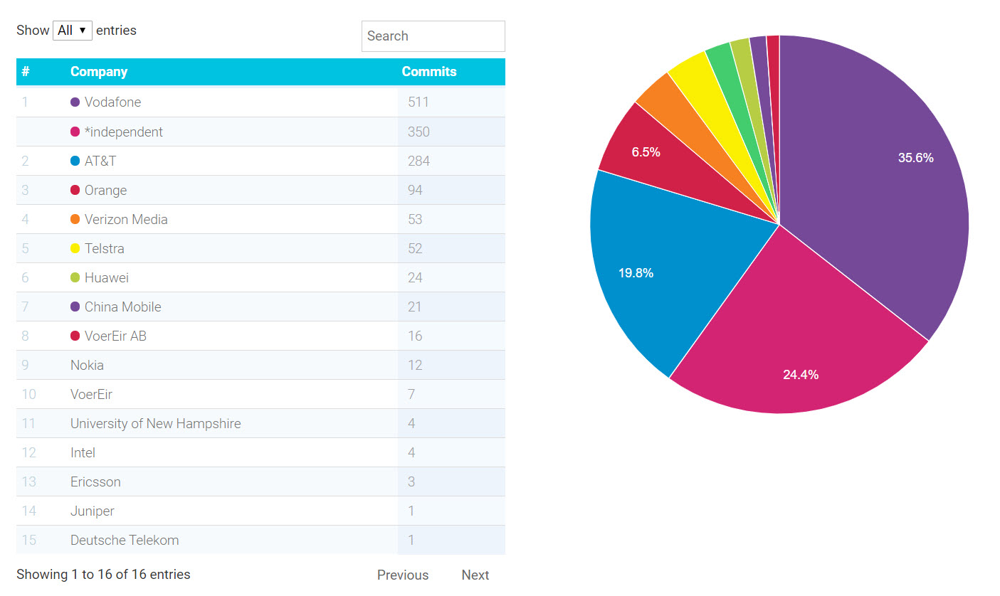 Show All ▼ entries
Search
# Company Commits
1 Vodafone 511
*independent 350
2 AT&T 284
3 Orange 94
4 Verizon Media 53
5 Telstra 52
6 Huawei 24
7 China Mobile 21
8 VoerEir AB 16
9 Nokia 12
10 VoerEir 7
11 University of New Hampshire 4
12 Intel 4
13 Ericsson 3
14 Juniper 1
15 Deutsche Telekom 1
Showing 1 to 16 of 16 entries Previous Next
35.6%
24.4%
19.8%
6.5%